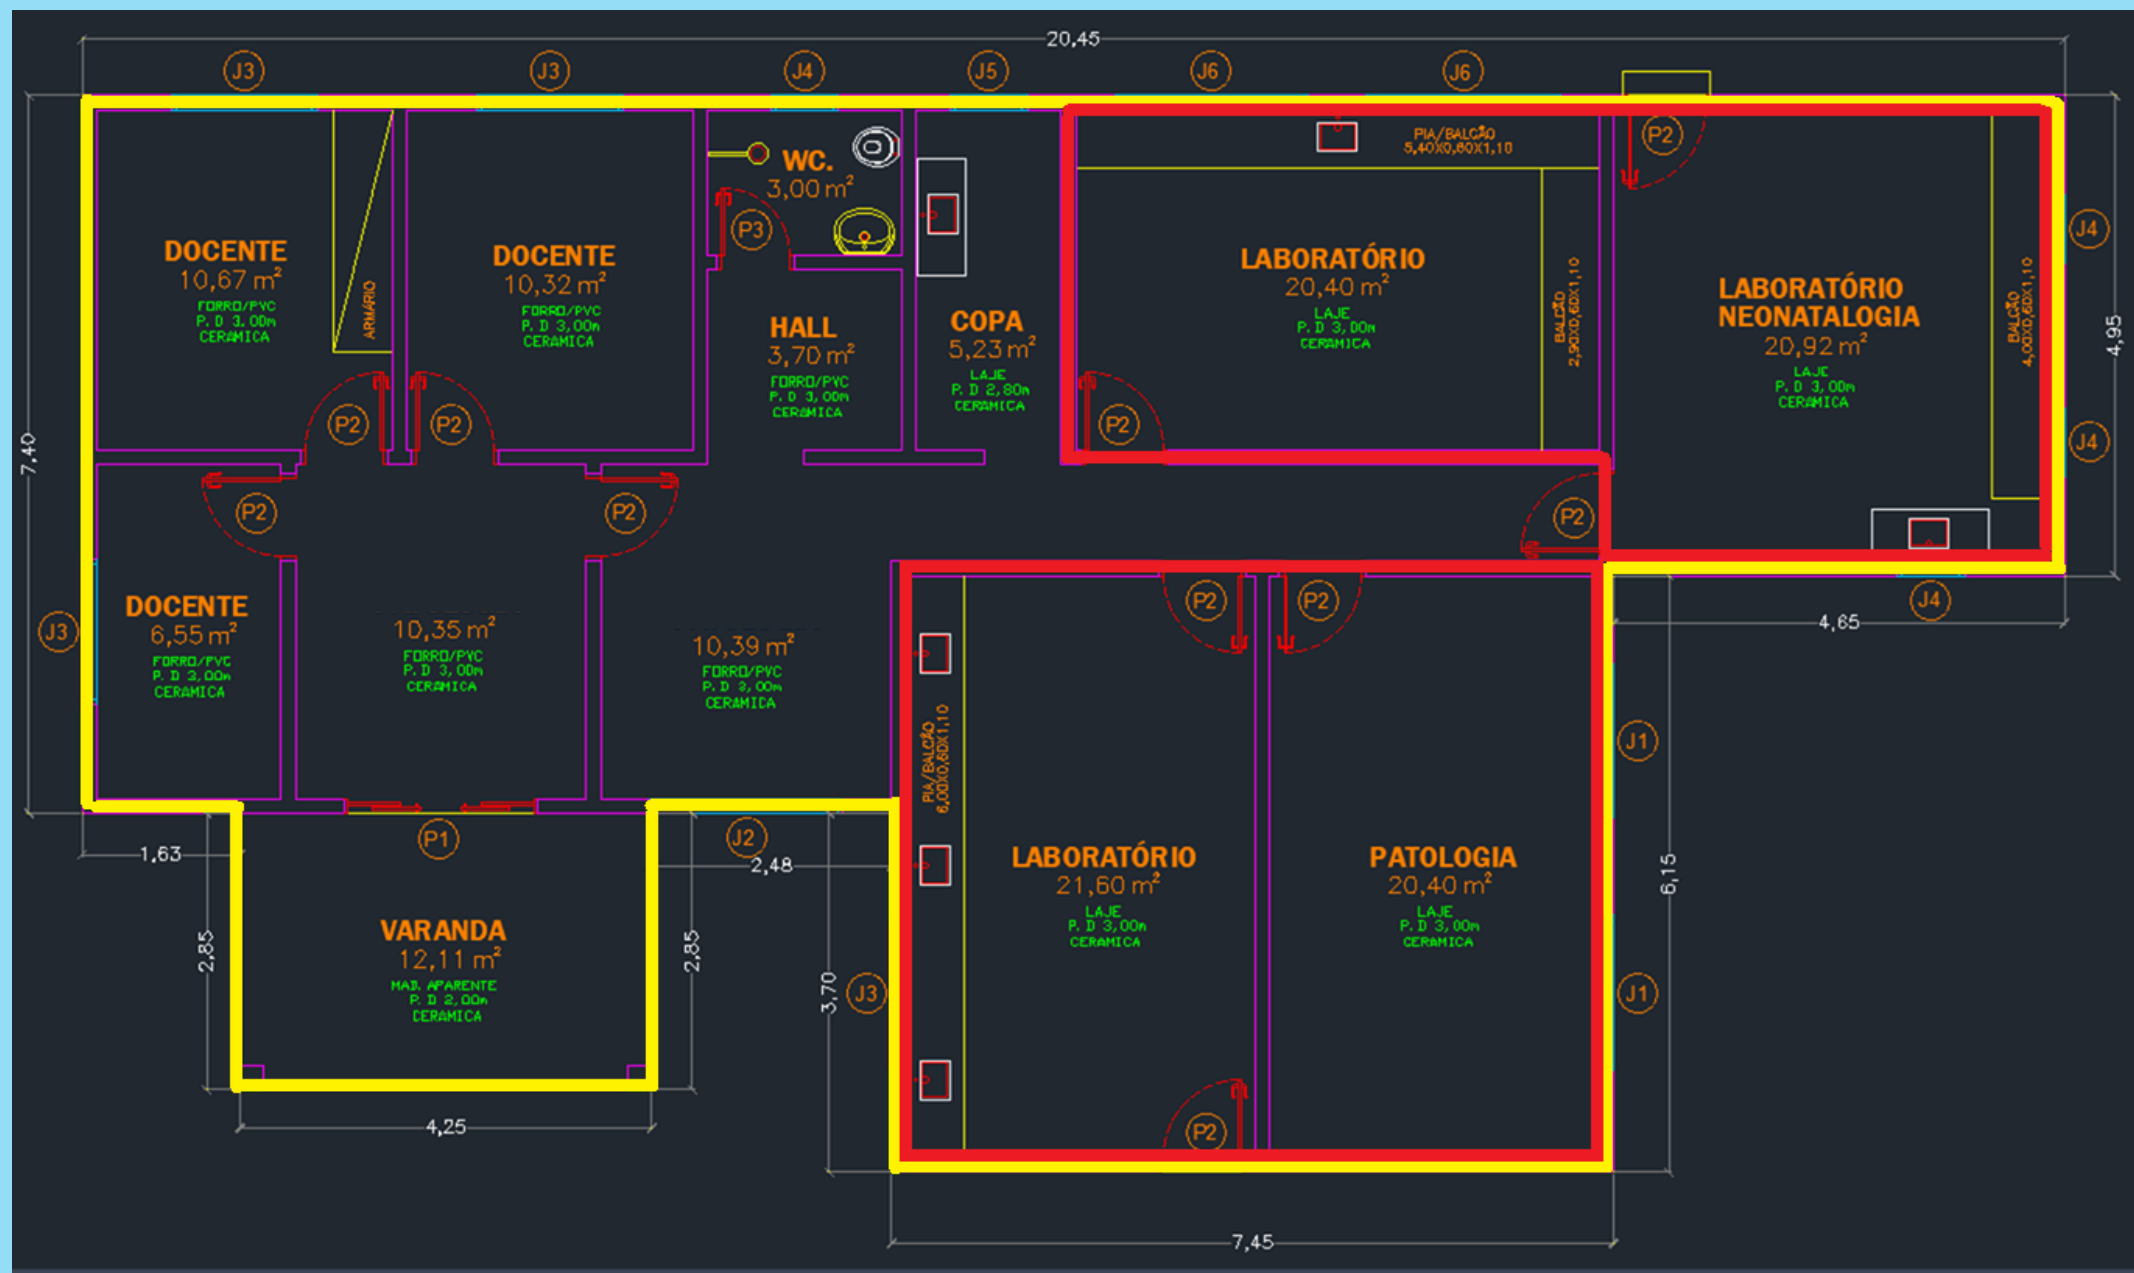 20,45
J3
J3
J4
J5
J6
J6
P2
PIA/BALCÃO
5,40X0,60X1,10
WC.
3,00 m²
P3
J4
DOCENTE
10,67 m²
FORRO/PVC
P. D 3,00m
CERAMICA
ARMÁRIO
DOCENTE
10,32 m²
FORRO/PVC
P. D 3,00m
CERAMICA
HALL
3,70 m²
FORRO/PVC
P. D 3,00m
CERAMICA
COPA
5,23 m²
LAJE
P. D 2,80m
CERAMICA
LABORATÓRIO
20,40 m²
LAJE
P. D 3,00m
CERAMICA
BALCÃO
2,90X0,60X1,10
LABORATÓRIO
NEONATALOGIA
20,92 m²
LAJE
P. D 3,00m
CERAMICA
BALCÃO
4,00X0,60X1,10
4,95
7,40
P2
P2
P2
J4
P2
P2
P2
J3
DOCENTE
6,55 m²
FORRO/PVC
P. D 3,00m
CERAMICA
10,35 m²
FORRO/PVC
P. D 3,00m
CERAMICA
10,39 m²
FORRO/PVC
P. D 3,00m
CERAMICA
P2
P2
J4
4,65
PIA/BALCÃO
6,00X0,60X1,10
J1
P1
J2
1,63
2,48
LABORATÓRIO
21,60 m²
LAJE
P. D 3,00m
CERAMICA
PATOLOGIA
20,40 m²
LAJE
P. D 3,00m
CERAMICA
6,15
VARANDA
12,11 m²
MAD. APARENTE
P. D 2,00m
CERAMICA
2,85
2,85
3,70
J3
J1
4,25
P2
7,45